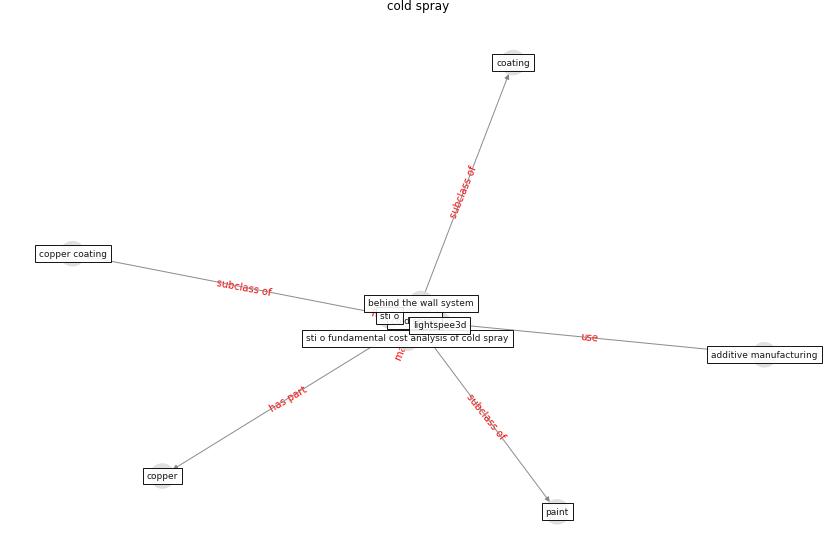 cold spray
coating
subclass of
copper coating
subclass of
behind the wall system
sti o
lightspee3d
sti o fundamental cost analysis of cold spray
use
additive manufacturing
has part
subclass of
copper
paint